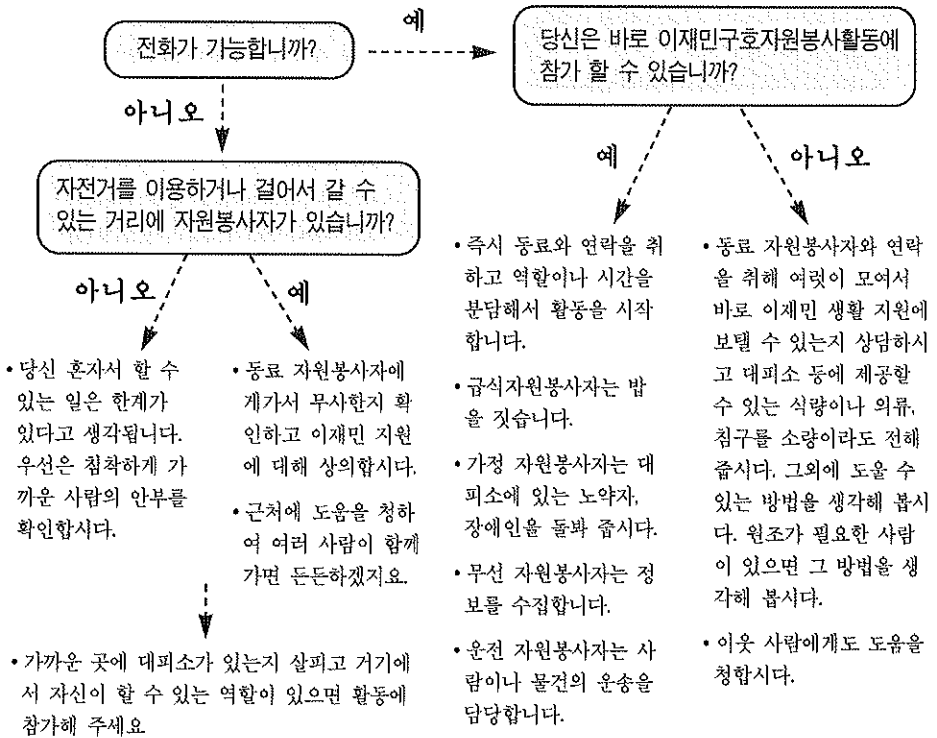 전화가 기능합니까?
예
당신은 바로 이재민구호자원봉사활동에
참가 할 수 있습니까?
아니오
자전거를 이용하거나 걸어서 갈 수
있는 거리에 자원봉사자가 있습니까?
아니오
예
• 당신 혼자서 할 수
있는 일은 한계가
있다고 생각됩니다.
우선은 침착하게 가
까운 사람의 안부를
확인합시다.
• 동료 자원봉사자에
게가서 무사한지 확
인하고 이재민 지원
에 대해 상의합시다.
• 근처에 도움을 청하
여 여러 사람이 함께
가면 든든하겠지요.
• 가까운 곳에 대피소가 있는지 살피고 거기에
서 자신이 할 수 있는 역할이 있으면 활동에
참가해 주세요
예
아니오
• 즉시 동료와 연락을 취
하고 역할이나 시간을
분담해서 활동을 시작
합니다.
• 급식자원봉사자는 밥
을 짓습니다.
• 가정 자원봉사자는 대
피소에 있는 노약자,
장애인을 돌봐 줍시다.
• 무선 자원봉사자는 정
보를 수집합니다.
• 운전 자원봉사자는 사
람이나 물건의 운송을
담당합니다.
• 동료 자원봉사자와 연락
을 취해 여럿이 모여서
바로 이재민 생활 지원에
보탤 수 있는지 상담하시
고 대피소 등에 제공할
수 있는 식량이나 의류,
침구를 소량이라도 전해
줍시다. 그외에 도울 수
있는 방법을 생각해 봅시
다. 원조가 필요한 사람
이 있으면 그 방법을 생
각해 봅시다.
• 이웃 사람에게도 도움을
청합시다.